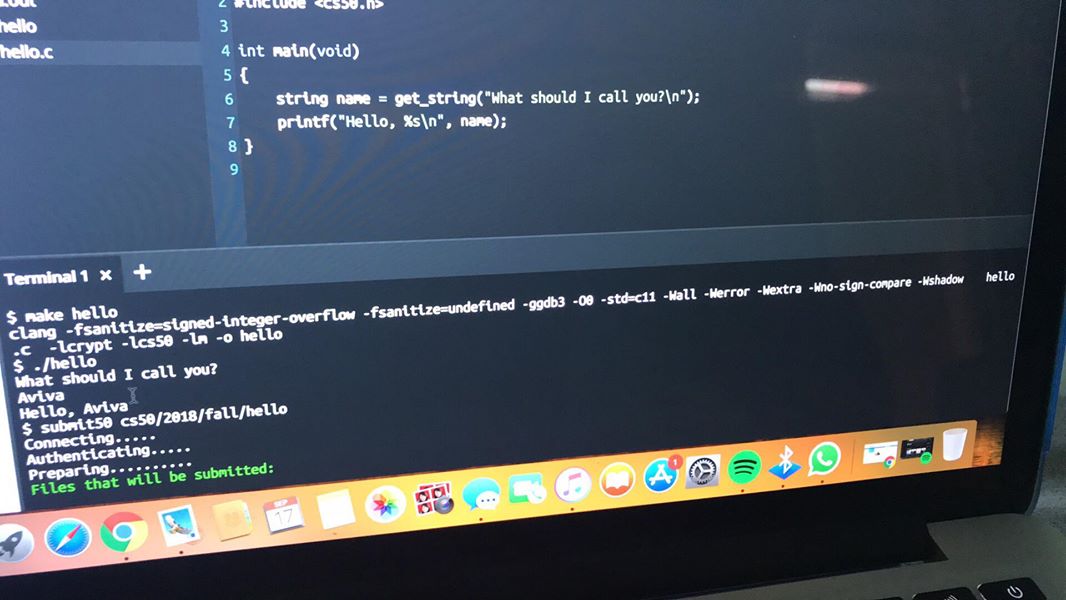 hello
hello.c
2 #include <cs50.h>
3
4 int main(void)
5 {
6 string name = get_string("What should I call you?\n");
7 printf("Hello, %s\n", name);
8 }
9
Terminal 1 × +
$ make hello
clang -fsanitize=signed-integer-overflow -fsanitize=undefined -ggdb3 -O0 -std=c11 -Wall -Werror -Wextra -Wno-sign-compare -Wshadow hello
.c -lcrypt -lcs50 -lm -o hello
$ ./hello
What should I call you?
Aviva
Hello, Aviva
$ submit50 cs50/2018/fall/hello
Connecting.....
Authenticating.....
Preparing..........
Files that will be submitted:
SEP
17
1